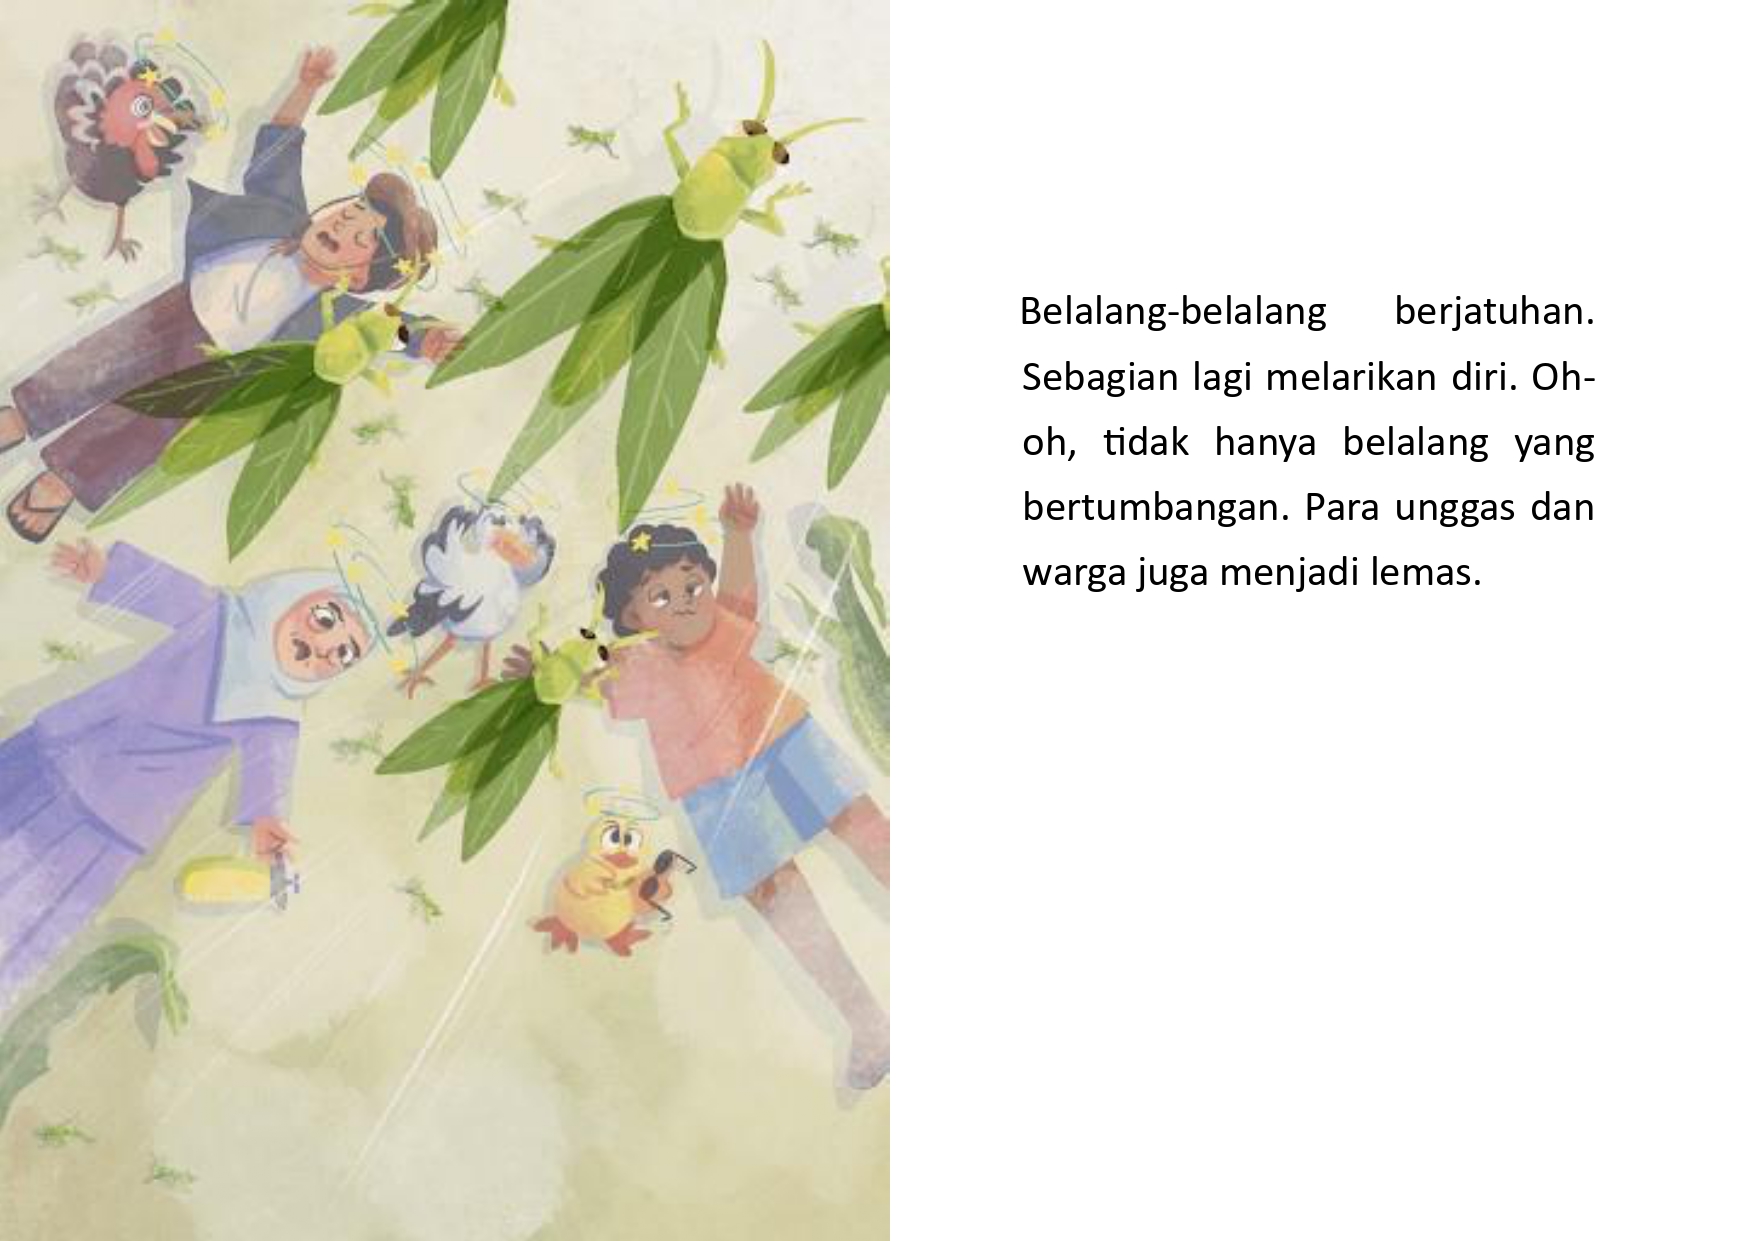 Belalang-belalang berjatuhan.
Sebagian lagi melarikan diri. Oh-
oh, tidak hanya belalang yang
bertumbangan. Para unggas dan
warga juga menjadi lemas.